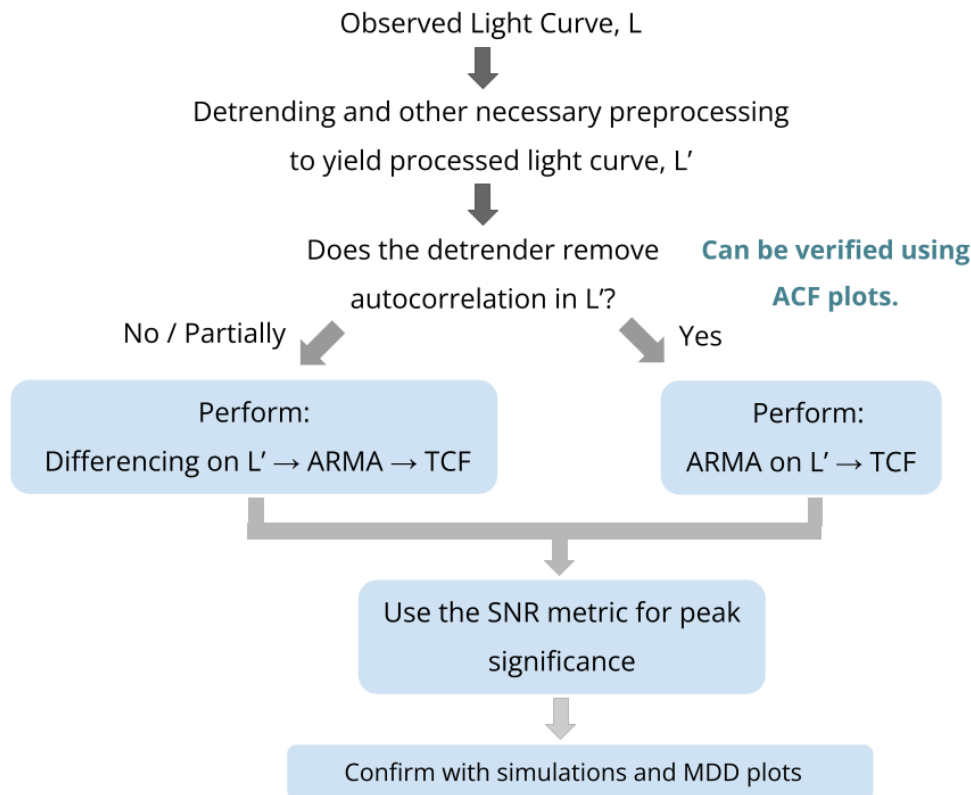 Observed Light Curve, L
Detrending and other necessary preprocessing
to yield processed light curve, L’
Does the detrender remove
autocorrelation in L’?
Can be verified using
ACF plots.
No / Partially
Yes
Perform:
Differencing on L’ → ARMA → TCF
Perform:
ARMA on L’ → TCF
Use the SNR metric for peak
significance
Confirm with simulations and MDD plots